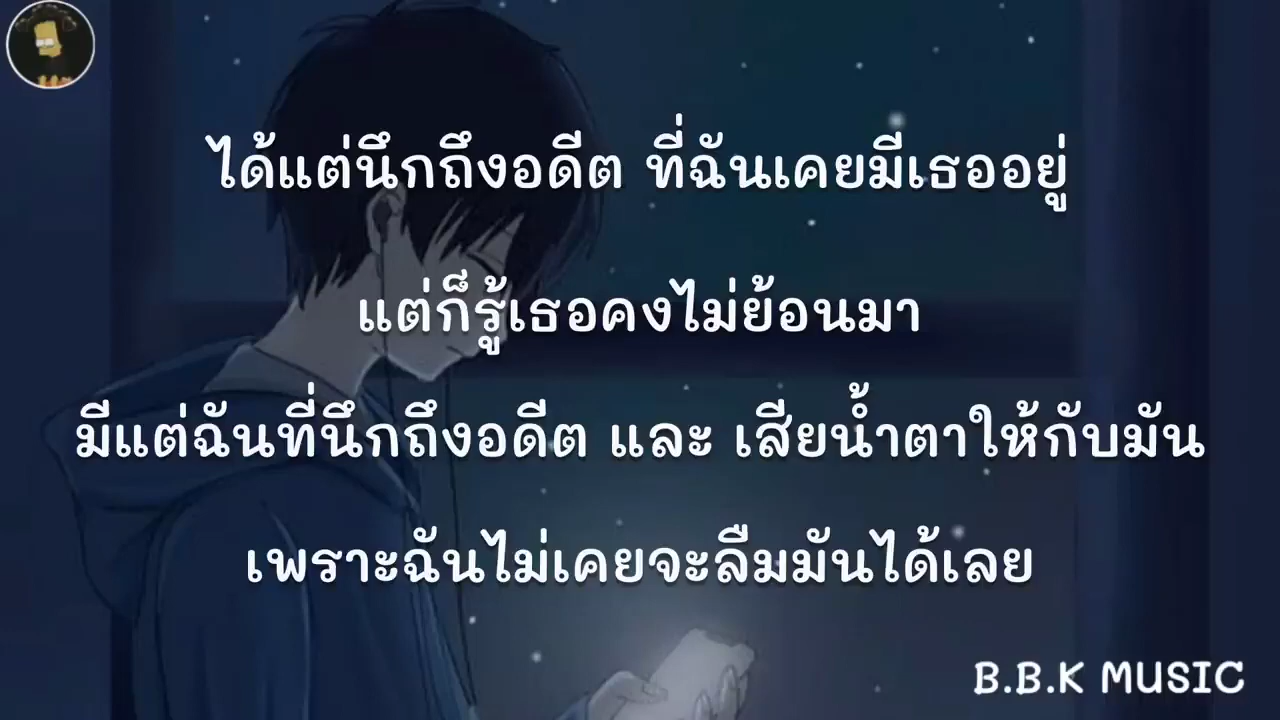 ได้แต่นึกถึงอดีต ที่ฉันเคยมีเธออยู่
แต่ก็รู้เธอคงไม่ย้อนมา
มีแต่ฉันที่นึกถึงอดีต และ เสียน้ำตาให้กับมัน
เพราะฉันไม่เคยจะลืมมันได้เลย
B.B.K MUSIC